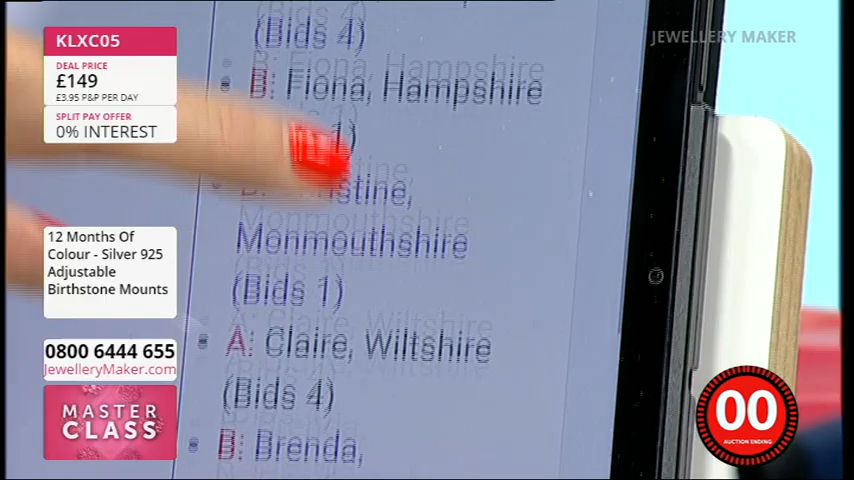 KLXC05
DEAL PRICE
£149
£3.95 P&P PER DAY
SPLIT PAY OFFER
0% INTEREST
12 Months Of
Colour - Silver 925
Adjustable
Birthstone Mounts
0800 6444 655
JewelleryMaker.com
MASTER
CLASS
(Bids 4)
B: Fiona, Hampshire
Monmouthshire
(Bids 1)
A: Claire, Wiltshire
(Bids 4)
B: Brenda,
JEWELLERY MAKER
00
AUCTION ENDING